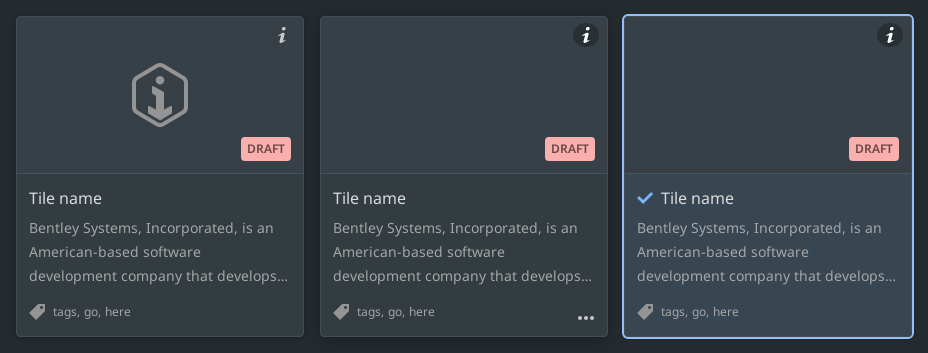 DRAFT
Tile name
Bentley Systems, Incorporated, is an
American-based software
development company that develops...
tags, go, here
DRAFT
Tile name
Bentley Systems, Incorporated, is an
American-based software
development company that develops...
tags, go, here
DRAFT
Tile name
Bentley Systems, Incorporated, is an
American-based software
development company that develops...
tags, go, here